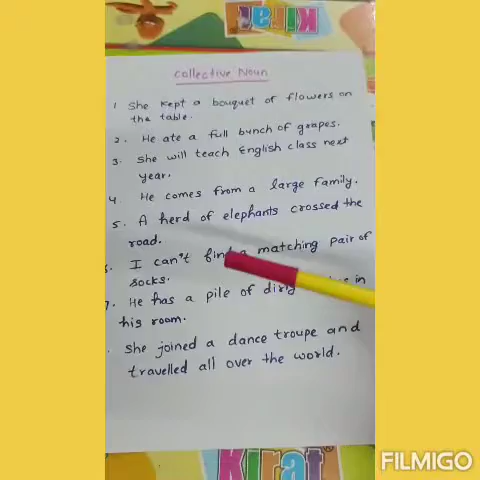 Kirat
Collective Noun
1 She kept a bouquet of flowers on
the table.
2. He ate a full bunch of grapes.
3. She will teach English class next
year.
4. He comes from a large family.
5. A herd of elephants crossed the
road.
I can't find a matching pair of
socks.
7. He has a pile of in
his room.
She joined a dance troupe and
travelled all over the world.
Kirat
FILMIGO